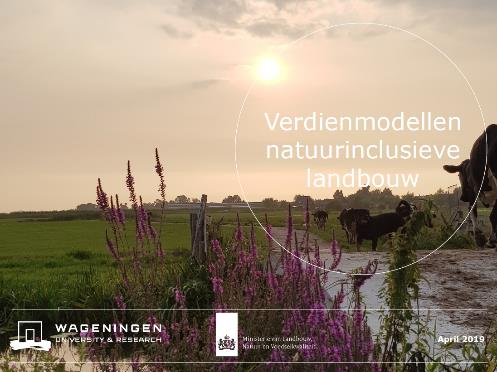 Verdienmodellen
natuurinclusieve
landbouw
WAGENINGEN
UNIVERSITY & RESEARCH
Ministerie van Landbouw,
Natuur en Voedselkwaliteit
April 2019